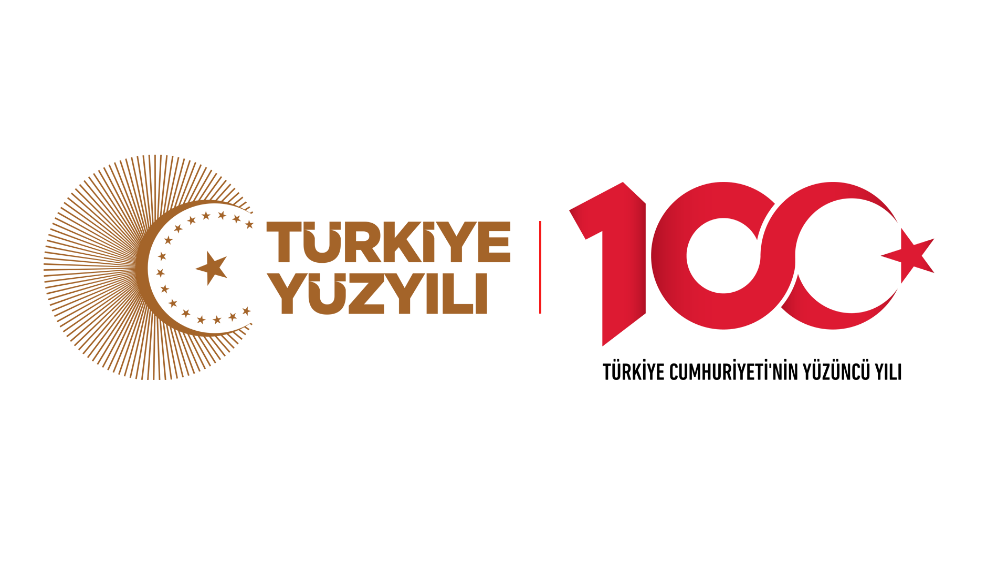 TÜRKİYE
YÜZYILI
100
TÜRKİYE CUMHURİYETİ'NİN YÜZÜNCÜ YILI